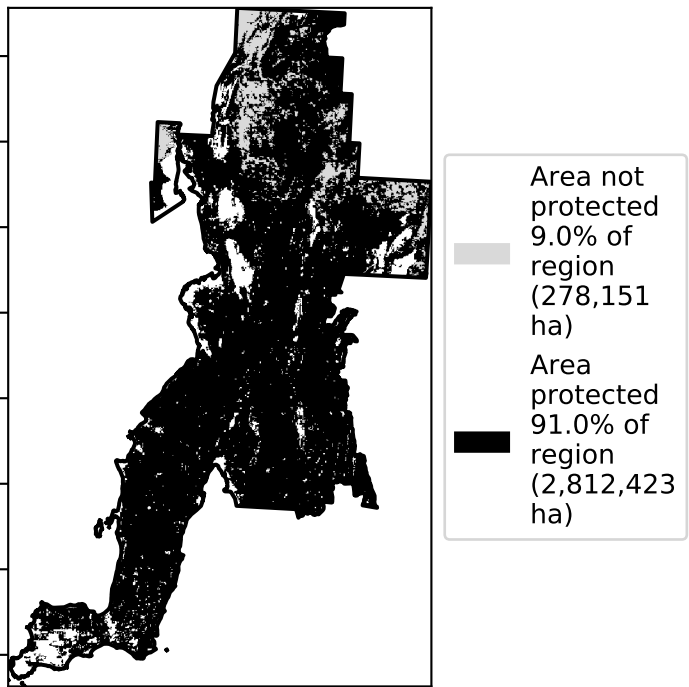 Area not
protected
9.0% of
region
(278,151
ha)
Area
protected
91.0% of
region
(2,812,423
ha)